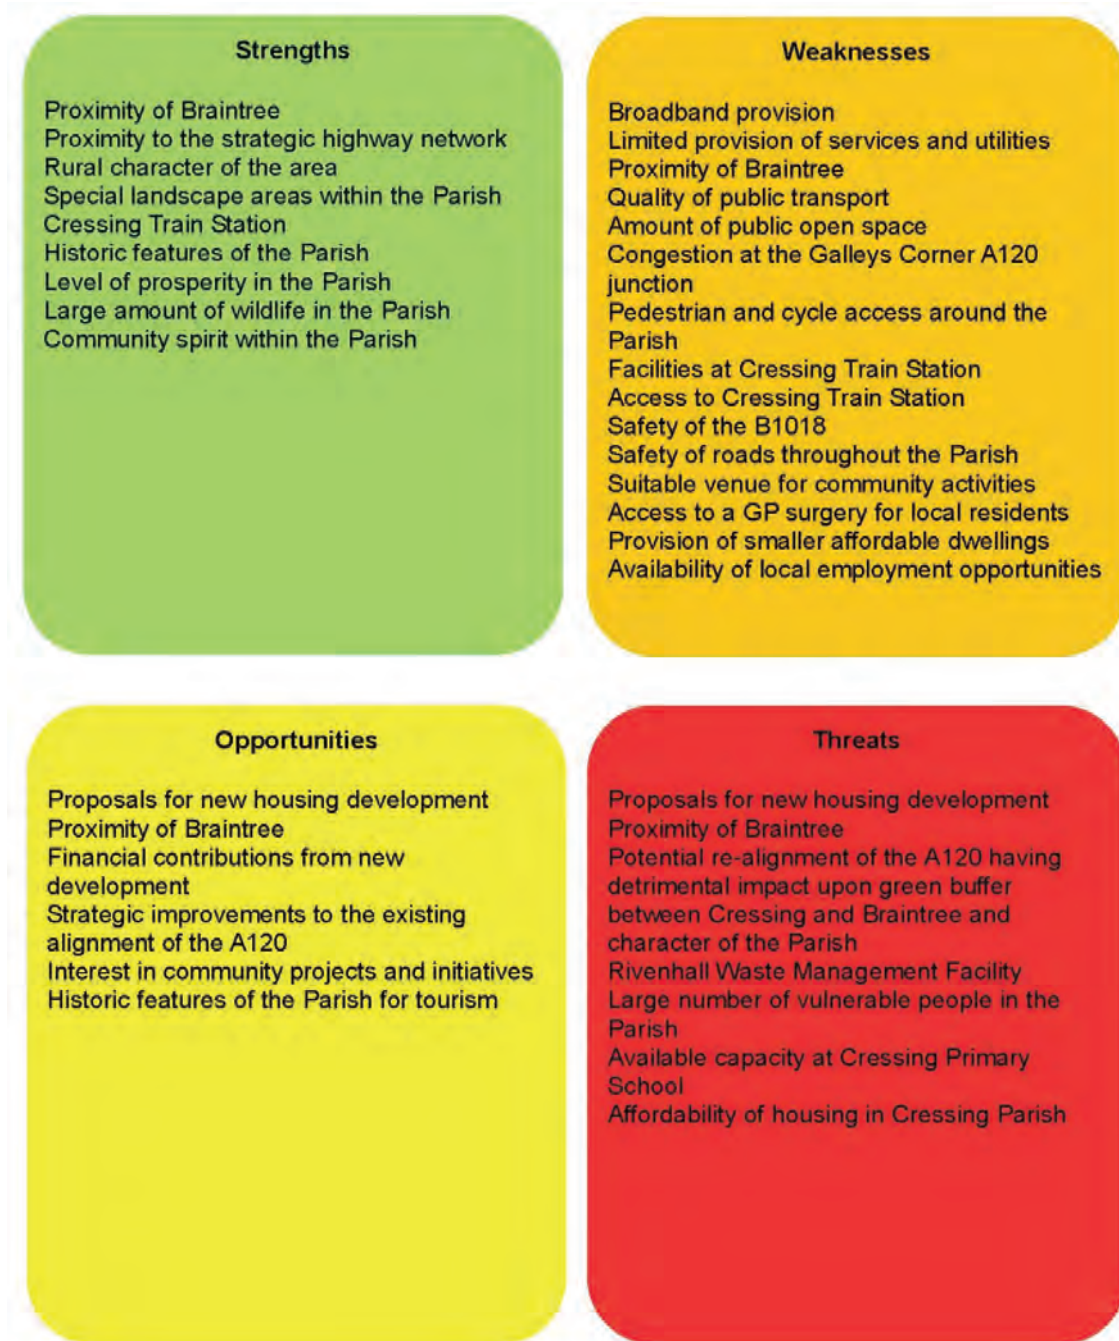 Strengths
Proximity of Braintree
Proximity to the strategic highway network
Rural character of the area
Special landscape areas within the Parish
Cressing Train Station
Historic features of the Parish
Level of prosperity in the Parish
Large amount of wildlife in the Parish
Community spirit within the Parish
Weaknesses
Broadband provision
Limited provision of services and utilities
Proximity of Braintree
Quality of public transport
Amount of public open space
Congestion at the Galleys Corner A120
junction
Pedestrian and cycle access around the
Parish
Facilities at Cressing Train Station
Access to Cressing Train Station
Safety of the B1018
Safety of roads throughout the Parish
Suitable venue for community activities
Access to a GP surgery for local residents
Provision of smaller affordable dwellings
Availability of local employment opportunities
Opportunities
Proposals for new housing development
Proximity of Braintree
Financial contributions from new
development
Strategic improvements to the existing
alignment of the A120
Interest in community projects and initiatives
Historic features of the Parish for tourism
Threats
Proposals for new housing development
Proximity of Braintree
Potential re-alignment of the A120 having
detrimental impact upon green buffer
between Cressing and Braintree and
character of the Parish
Rivenhall Waste Management Facility
Large number of vulnerable people in the
Parish
Available capacity at Cressing Primary
School
Affordability of housing in Cressing Parish